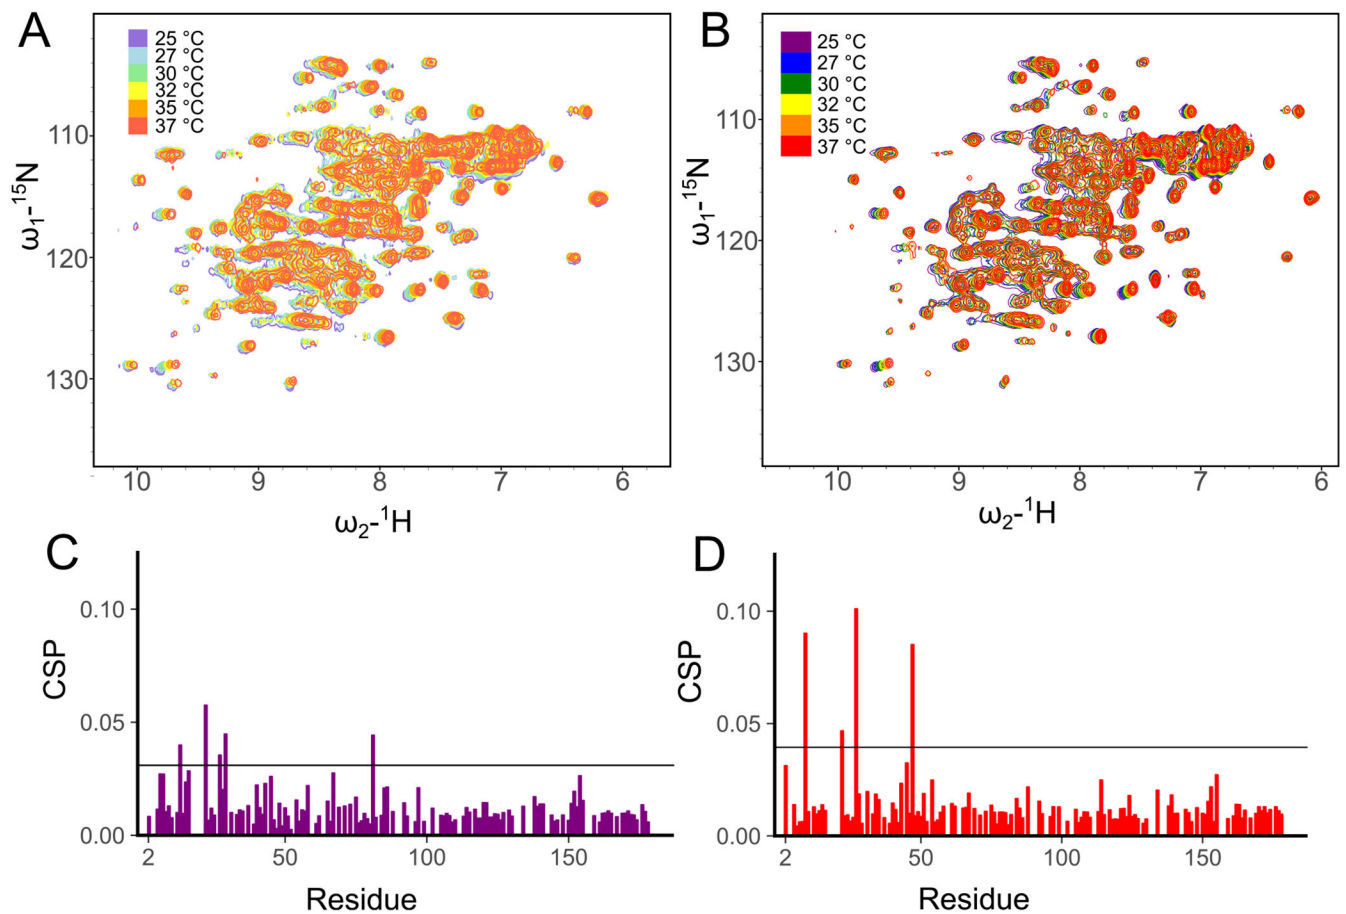 A
25 °C
27 °C
30 °C
32 °C
35 °C
37 °C
110
120
130
ω1-15N
10
9
8
7
6
ω2-1H
B
25 °C
27 °C
30 °C
32 °C
35 °C
37 °C
110
120
130
ω1-15N
10
9
8
7
6
ω2-1H
C
0.10
0.05
0.00
CSP
2
50
100
150
Residue
D
0.10
0.05
0.00
CSP
2
50
100
150
Residue